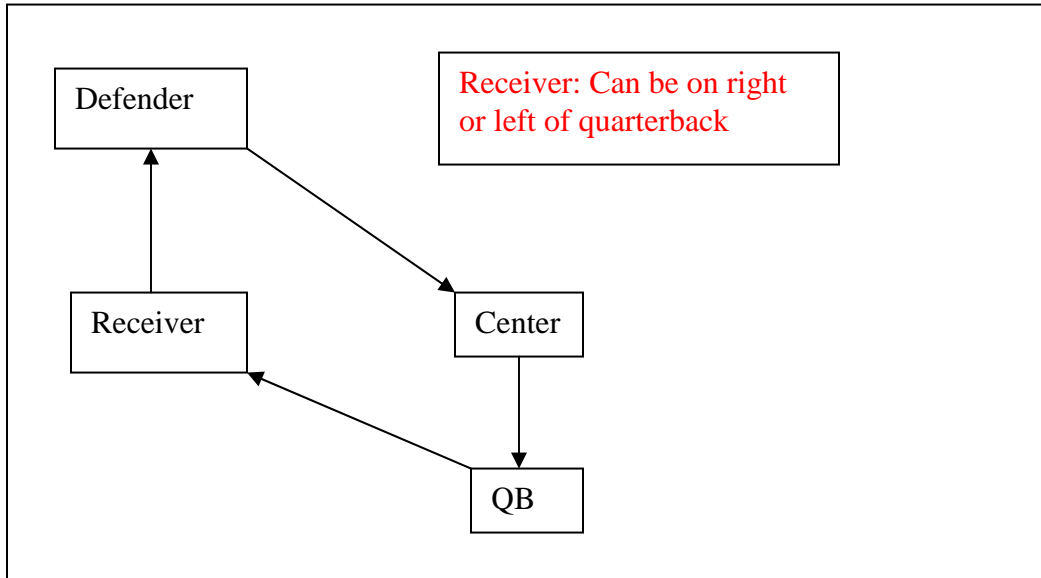 Defender
Receiver: Can be on right
or left of quarterback
Receiver
Center
QB